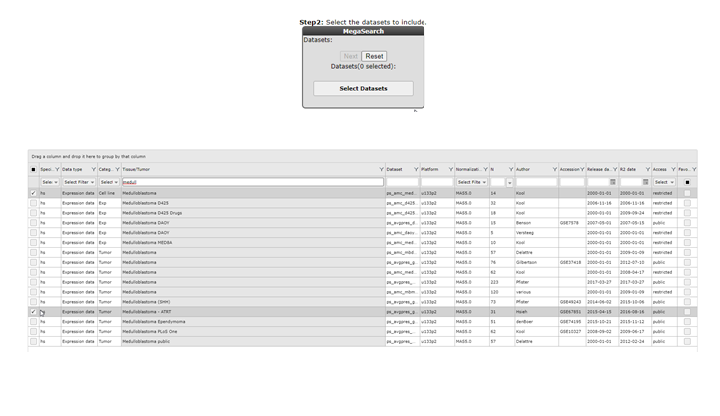 Step2: Select the datasets to include.
MegaSearch
Datasets:
Next Reset
Datasets(0 selected):
Select Datasets
Drag a column and drop it here to group by that column
Speci... Data type Categ... Tissue/Tumor Dataset Platform Normalizati... N Author Accession Release da... R2 date Access Favo...
Selec Select Filter Select medull Select Filte Select
hs Expression data Cell line Medulloblastoma ps_amc_med... u133p2 MAS5.0 14 Kool 2000-01-01 2000-01-01 restricted
hs Expression data Exp Medulloblastoma D425 ps_amc_d425... u133p2 MAS5.0 32 Kool 2006-11-16 2006-11-16 restricted
hs Expression data Exp Medulloblastoma D425 Drugs ps_amc_d425... u133p2 MAS5.0 18 Kool 2000-01-01 2009-09-24 restricted
hs Expression data Exp Medulloblastoma DAOY ps_avgpres_d... u133p2 MAS5.0 15 Benson GSE7578 2007-05-01 2007-05-15 public
hs Expression data Exp Medulloblastoma DAOY ps_amc_daou... u133p2 MAS5.0 5 Versteeg 2000-01-01 2000-01-01 restricted
hs Expression data Exp Medulloblastoma MED8A ps_amc_med... u133p2 MAS5.0 10 Kool 2000-01-01 2000-01-01 restricted
hs Expression data Tumor Medulloblastoma ps_amc_mbd... u133p2 MAS5.0 57 Delattre 2000-01-01 2009-01-09 restricted
hs Expression data Tumor Medulloblastoma ps_avgpres_g... u133p2 MAS5.0 76 Gilbertson GSE37418 2000-01-01 2012-07-10 public
hs Expression data Tumor Medulloblastoma ps_amc_med... u133p2 MAS5.0 62 Kool 2000-01-01 2008-04-17 restricted
hs Expression data Tumor Medulloblastoma ps_avgpres_... u133p2 MAS5.0 223 Pfister 2017-03-27 2017-03-27 public
hs Expression data Tumor Medulloblastoma ps_amc_mbm... u133p2 MAS5.0 120 various 2000-01-01 2009-01-09 restricted
hs Expression data Tumor Medulloblastoma (SHH) ps_avgpres_g... u133p2 MAS5.0 73 Pfister GSE49243 2014-06-02 2015-10-06 public
Expression data Tumor Medulloblastoma - ATRT ps_avgpres_g... u133p2 MAS5.0 31 Hsieh GSE67851 2015-04-15 2016-08-16 public
hs Expression data Tumor Medulloblastoma Ependymoma ps_avgpres_g... u133p2 MAS5.0 51 denBoer GSE74195 2015-10-21 2015-11-12 public
hs Expression data Tumor Medulloblastoma PLoS One ps_avgpres_g... u133p2 MAS5.0 62 Kool GSE10327 2008-09-02 2009-06-17 public
hs Expression data Tumor Medulloblastoma public ps_avgpres_... u133p2 MAS5.0 57 Delattre 2000-01-01 2012-02-24 public